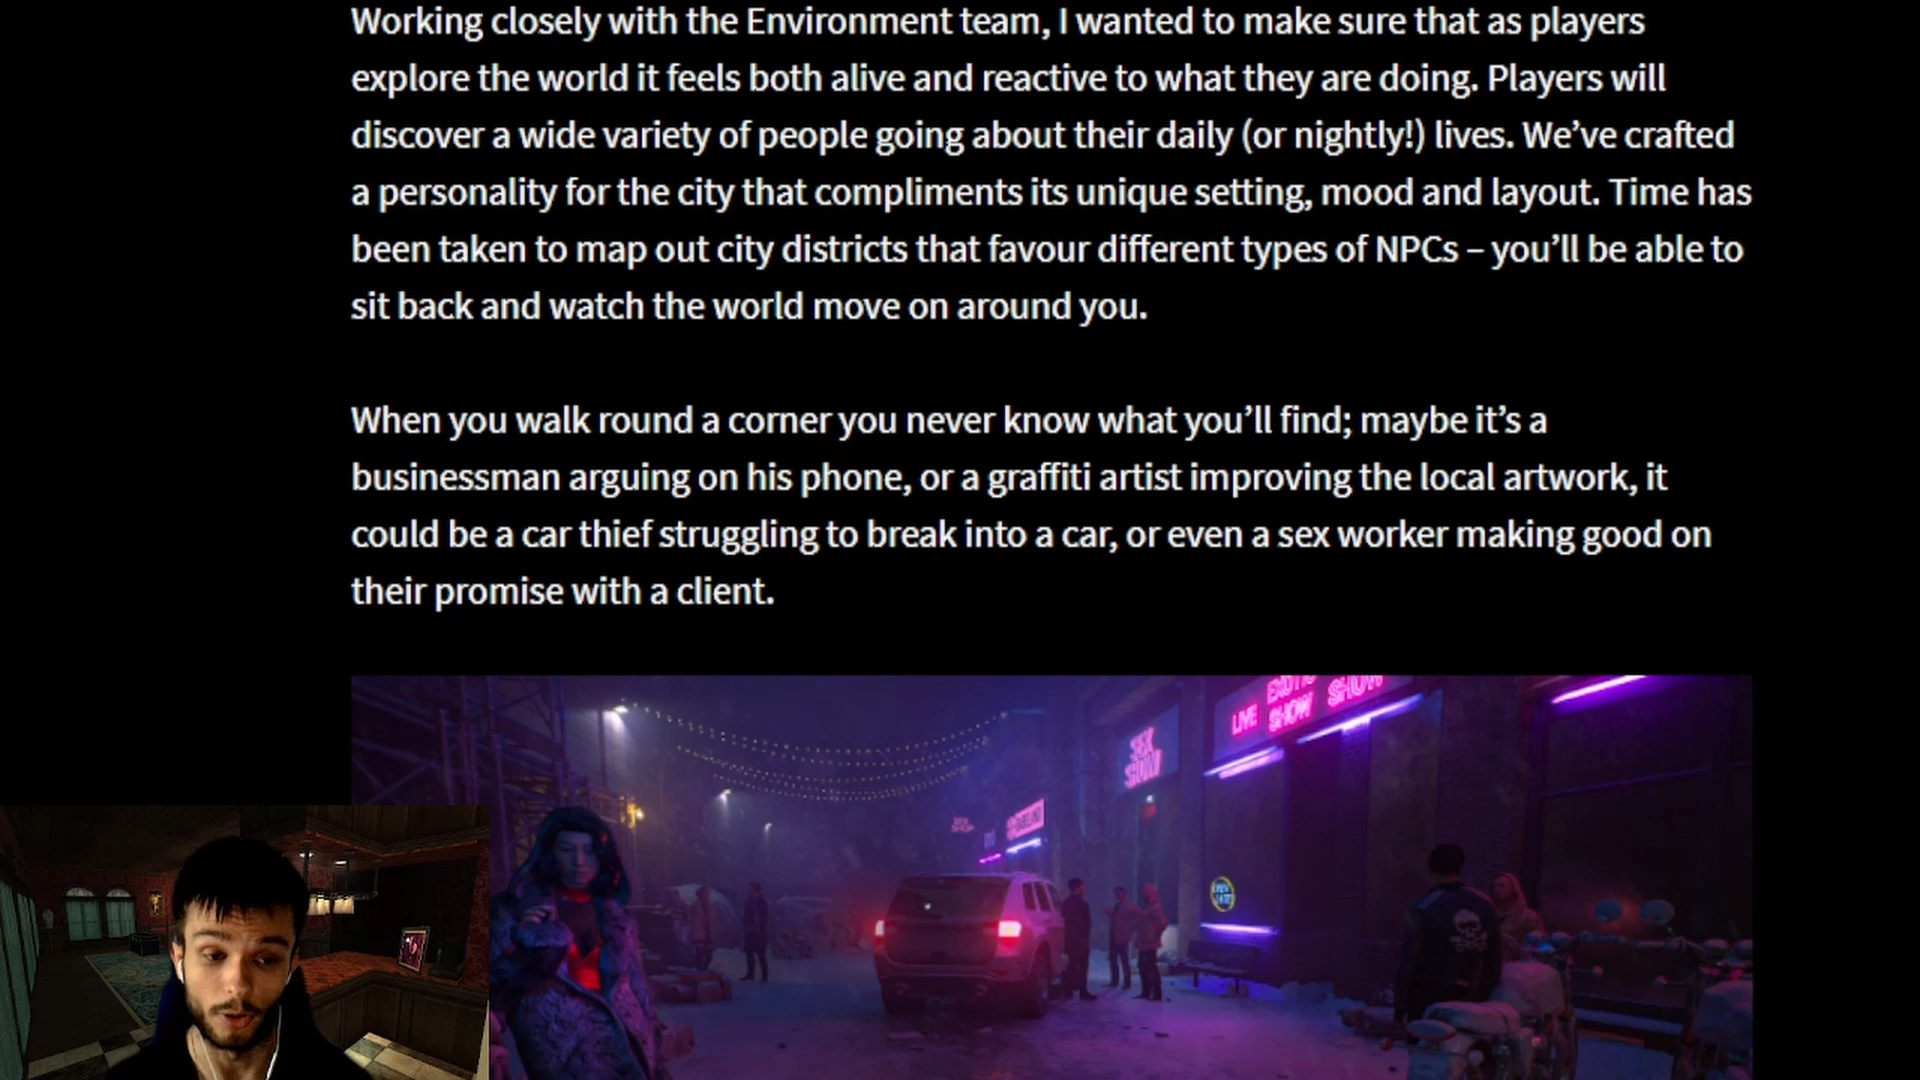 Working closely with the Environment team, I wanted to make sure that as players
explore the world it feels both alive and reactive to what they are doing. Players will
discover a wide variety of people going about their daily (or nightly!) lives. We’ve crafted
a personality for the city that compliments its unique setting, mood and layout. Time has
been taken to map out city districts that favour different types of NPCs – you’ll be able to
sit back and watch the world move on around you.
When you walk round a corner you never know what you’ll find; maybe it’s a
businessman arguing on his phone, or a graffiti artist improving the local artwork, it
could be a car thief struggling to break into a car, or even a sex worker making good on
their promise with a client.
LIVE EXOTIC SHOW SHOW
SEX
SHOW